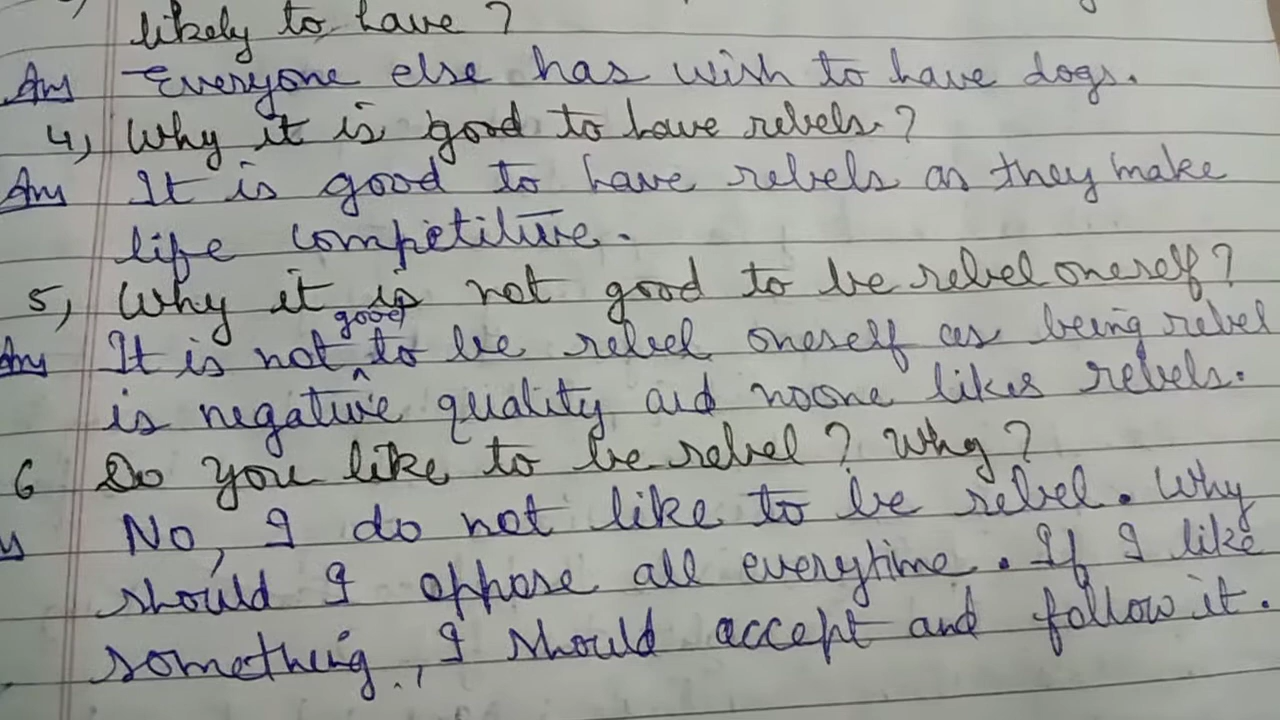 likely to have ?
Ans Everyone else has wish to have dogs.
4, Why it is good to have rebels. ?
Ans It is good to have rebels as they make
life competitive.
5, Why it is not good to be rebel oneself ?
good
Ans It is not ^ to be rebel oneself as being rebel
is negative quality and noone likes rebels.
6 Do you like to be rebel ? Why ?
No, I do not like to be rebel. Why
should I oppose all everytime. If I like
something., I should accept and follow it.